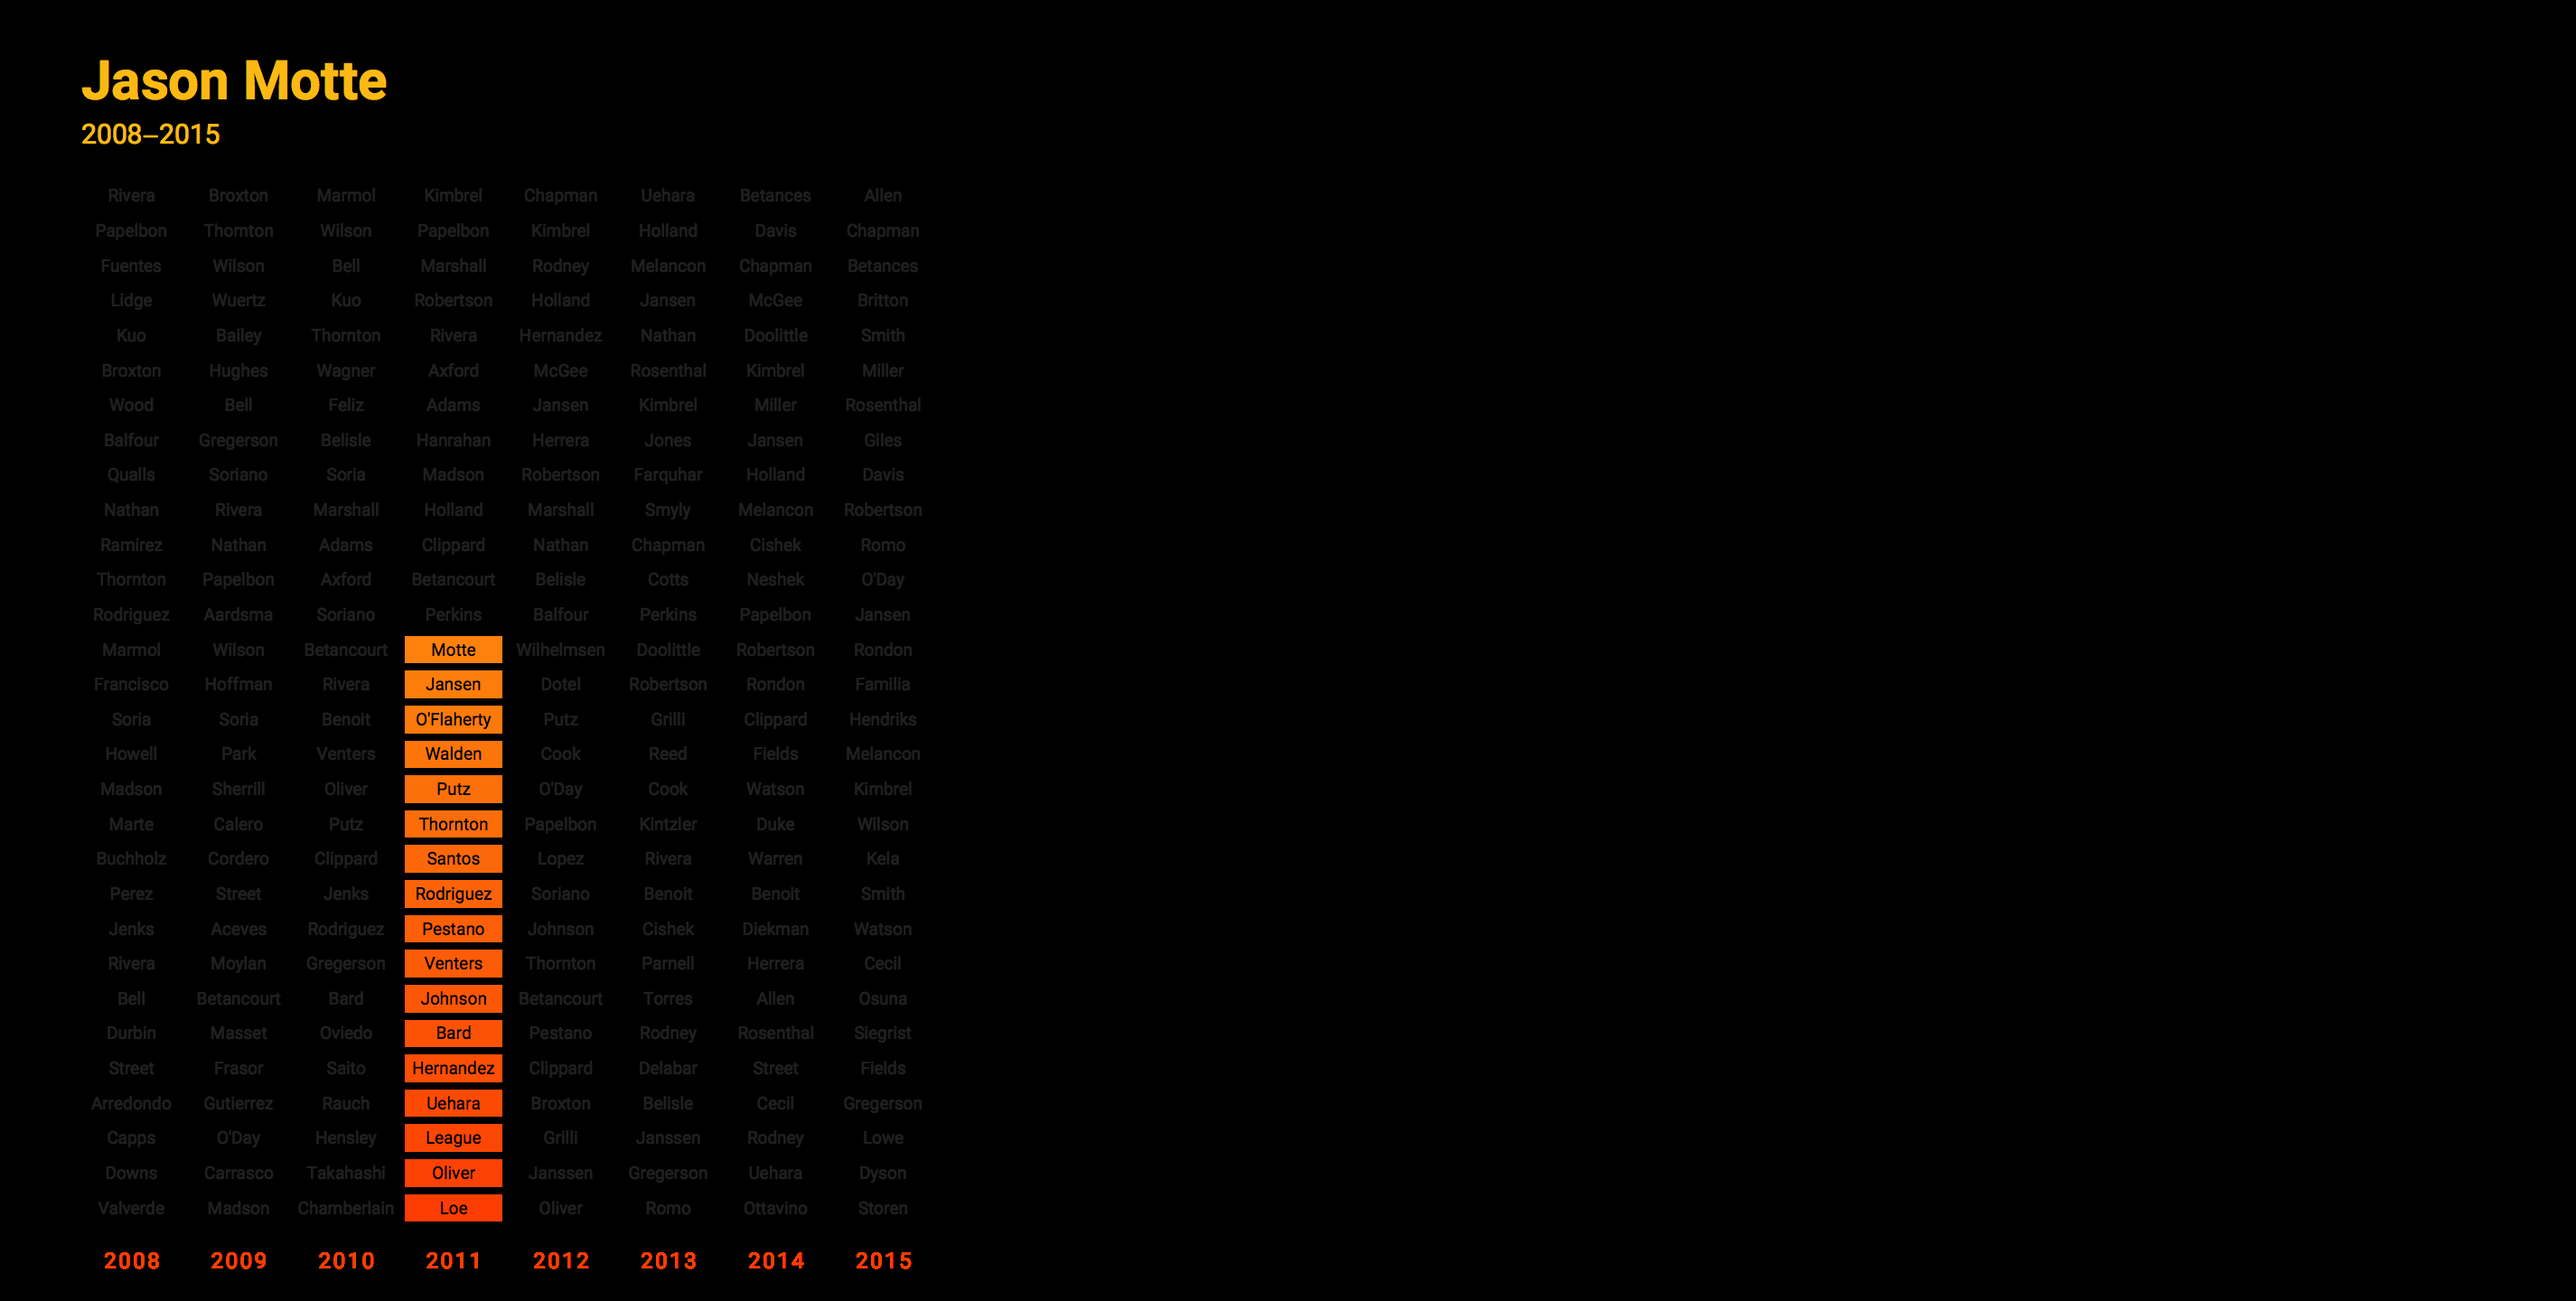 Jason Motte
2008–2015
Rivera Broxton Marmol Kimbrel Chapman Uehara Betances Allen
Papelbon Thornton Wilson Papelbon Kimbrel Holland Davis Chapman
Fuentes Wilson Bell Marshall Rodney Melancon Chapman Betances
Lidge Wuertz Kuo Robertson Holland Jansen McGee Britton
Kuo Bailey Thornton Rivera Hernandez Nathan Doolittle Smith
Broxton Hughes Wagner Axford McGee Rosenthal Kimbrel Miller
Wood Bell Feliz Adams Jansen Kimbrel Miller Rosenthal
Balfour Gregerson Belisle Hanrahan Herrera Jones Jansen Giles
Qualls Soriano Soria Madson Robertson Farquhar Holland Davis
Nathan Rivera Marshall Holland Marshall Smyly Melancon Robertson
Ramirez Nathan Adams Clippard Nathan Chapman Cishek Romo
Thornton Papelbon Axford Betancourt Belisle Cotts Neshek O'Day
Rodriguez Aardsma Soriano Perkins Balfour Perkins Papelbon Jansen
Marmol Wilson Betancourt Motte Wilhelmsen Doolittle Robertson Rondon
Francisco Hoffman Rivera Jansen Dotel Robertson Rondon Familia
Soria Soria Benoit O'Flaherty Putz Grilli Clippard Hendriks
Howell Park Venters Walden Cook Reed Fields Melancon
Madson Sherrill Oliver Putz O'Day Cook Watson Kimbrel
Marte Calero Putz Thornton Papelbon Kintzler Duke Wilson
Buchholz Cordero Clippard Santos Lopez Rivera Warren Kela
Perez Street Jenks Rodriguez Soriano Benoit Benoit Smith
Jenks Aceves Rodriguez Pestano Johnson Cishek Diekman Watson
Rivera Moylan Gregerson Venters Thornton Parnell Herrera Cecil
Bell Betancourt Bard Johnson Betancourt Torres Allen Osuna
Durbin Masset Oviedo Bard Pestano Rodney Rosenthal Siegrist
Street Frasor Saito Hernandez Clippard Delabar Street Fields
Arredondo Gutierrez Rauch Uehara Broxton Belisle Cecil Gregerson
Capps O'Day Hensley League Grilli Janssen Rodney Lowe
Downs Carrasco Takahashi Oliver Janssen Gregerson Uehara Dyson
Valverde Madson Chamberlain Loe Oliver Romo Ottavino Storen
2008 2009 2010 2011 2012 2013 2014 2015